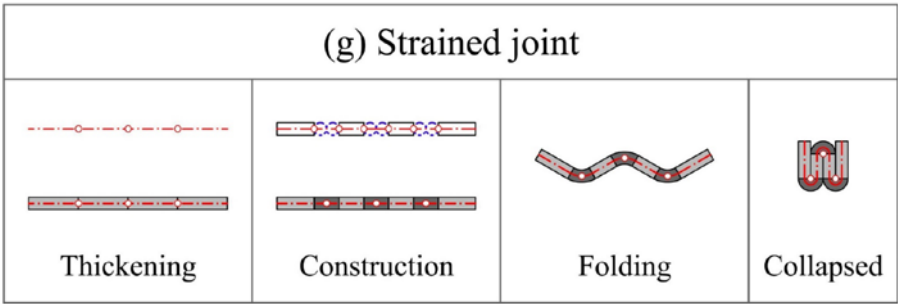 (g) Strained joint
Thickening
Construction
Folding
Collapsed